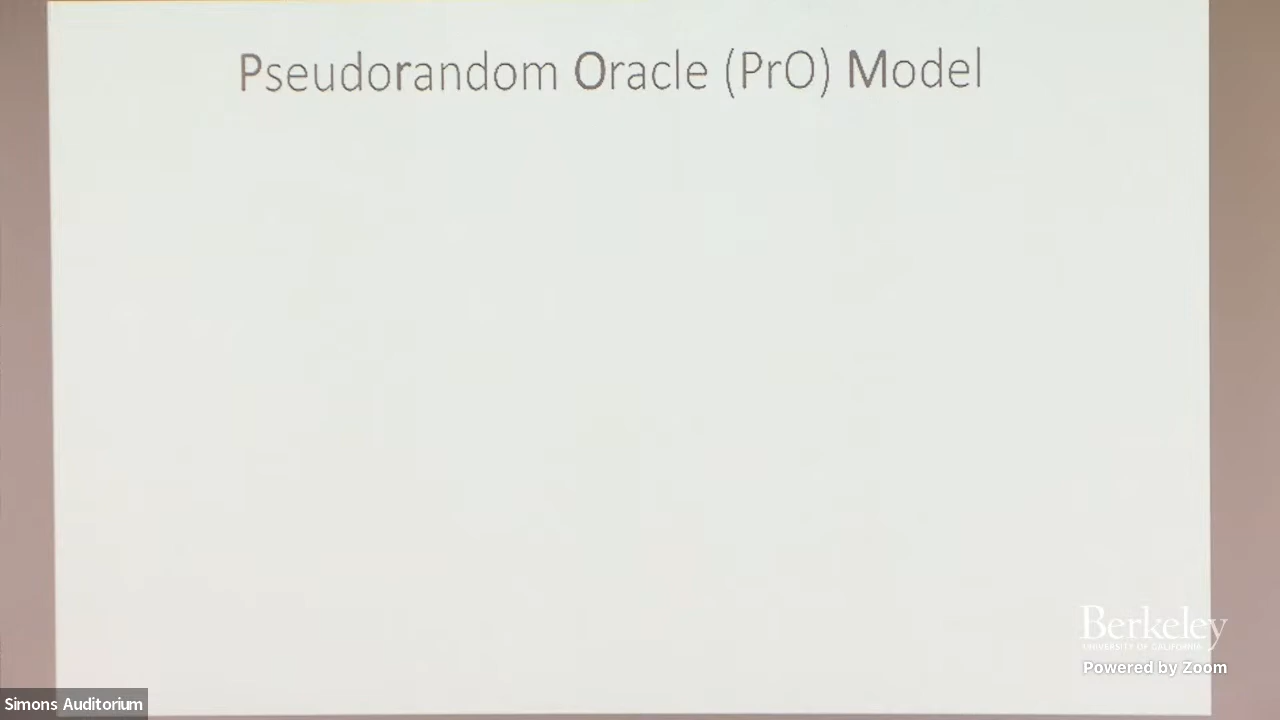 Pseudorandom Oracle (PrO) Model
Berkeley
UNIVERSITY OF CALIFORNIA
Powered by Zoom
Simons Auditorium